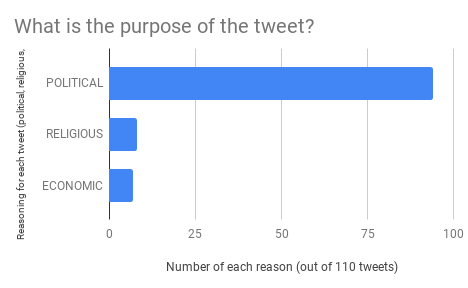 What is the purpose of the tweet?
Reasoning for each tweet (political, religious,
POLITICAL
RELIGIOUS
ECONOMIC
0 25 50 75 100
Number of each reason (out of 110 tweets)